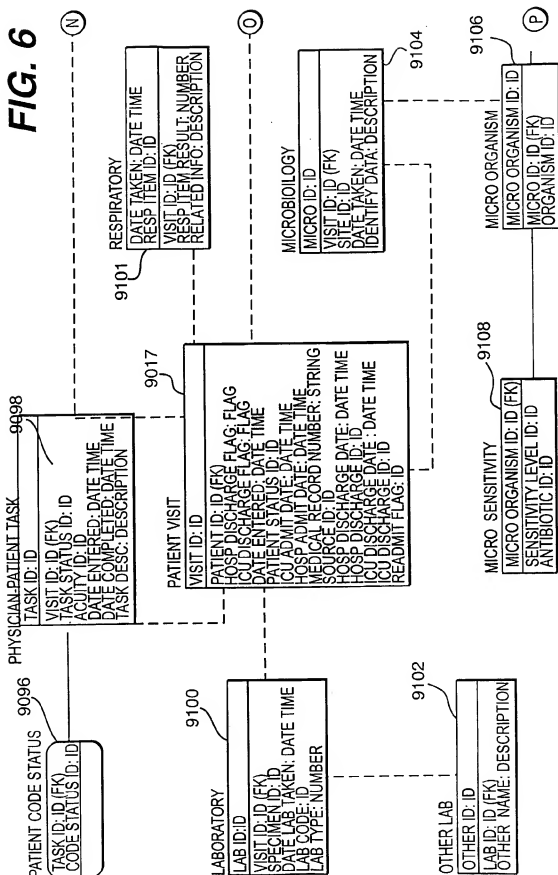 FIG. 6
N
O
P
PATIENT CODE STATUS
9096
TASK ID: ID (FK)
CODE STATUS ID: ID
PHYSICIAN-PATIENT TASK
9098
TASK ID: ID
VISIT ID: ID (FK)
TASK STATUS ID: ID
ACUITY ID: ID
DATE ENTERED: DATE TIME
DATE COMPLETED: DATE TIME
TASK DESC: DESCRIPTION
RESPIRATORY
9101
DATE TAKEN: DATE TIME
RESP ITEM ID: ID
VISIT ID: ID (FK)
RESP ITEM RESULT: NUMBER
RELATED INFO: DESCRIPTION
LABORATORY
9100
LAB ID:ID
VISIT ID: ID (FK)
SPECIMEN ID: ID
DATE LAB TAKEN: DATE TIME
LAB CODE: ID
LAB TYPE: NUMBER
PATIENT VISIT
9017
VISIT ID: ID
PATIENT ID: ID (FK)
HOSP DISCHARGE FLAG: FLAG
ICU DISCHARGE FLAG: FLAG
DATE ENTERED: DATE TIME
PATIENT STATUS ID: ID
ICU ADMIT DATE: DATE TIME
HOSP ADMIT DATE: DATE TIME
MEDICAL RECORD NUMBER: STRING
SOURCE ID: ID
HOSP DISCHARGE DATE: DATE TIME
HOSP DISCHARGE ID: ID
ICU DISCHARGE DATE : DATE TIME
ICU DISCHARGE ID: ID
READMIT FLAG: ID
MICROBIOILOGY
9104
MICRO ID: ID
VISIT ID: ID (FK)
SITE ID: ID
DATE TAKEN: DATE TIME
IDENTIFY DATA: DESCRIPTION
OTHER LAB
9102
OTHER ID: ID
LAB ID: ID (FK)
OTHER NAME: DESCRIPTION
MICRO SENSITIVITY
9108
MICRO ORGANISM ID: ID (FK)
SENSITIVITY LEVEL ID: ID
ANTIBIOTIC ID: ID
MICRO ORGANISM
9106
MICRO ORGANISM ID: ID
MICRO ID: ID (FK)
ORGANISM ID: ID